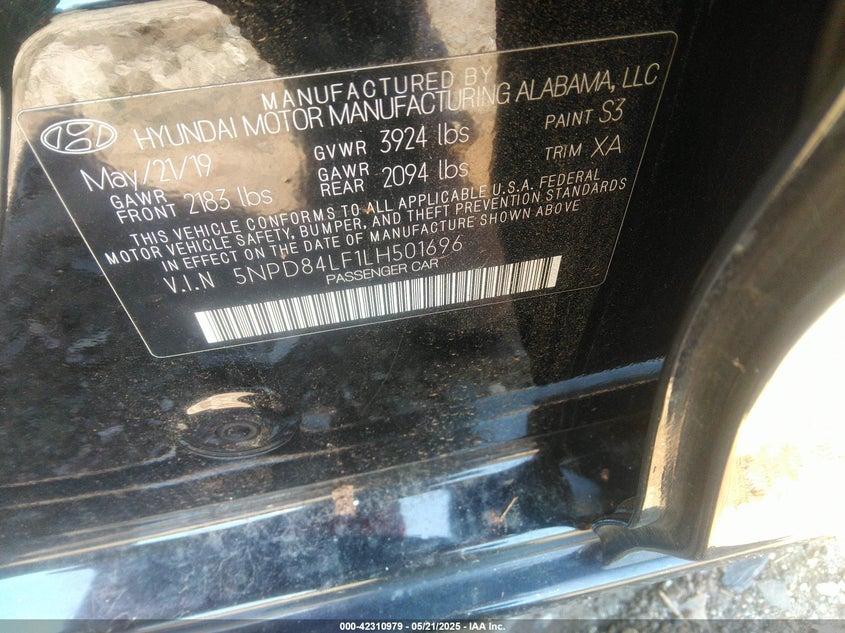 MANUFACTURED BY
HYUNDAI MOTOR MANUFACTURING ALABAMA, LLC
May/21/19 GVWR 3924 lbs PAINT S3
GAWR FRONT 2183 lbs GAWR REAR 2094 lbs TRIM XA
THIS VEHICLE CONFORMS TO ALL APPLICABLE U.S.A. FEDERAL
MOTOR VEHICLE SAFETY, BUMPER, AND THEFT PREVENTION STANDARDS
IN EFFECT ON THE DATE OF MANUFACTURE SHOWN ABOVE
V.I.N 5NPD84LF1LH501696
PASSENGER CAR
000-42310979 - 05/21/2025 - IAA Inc.